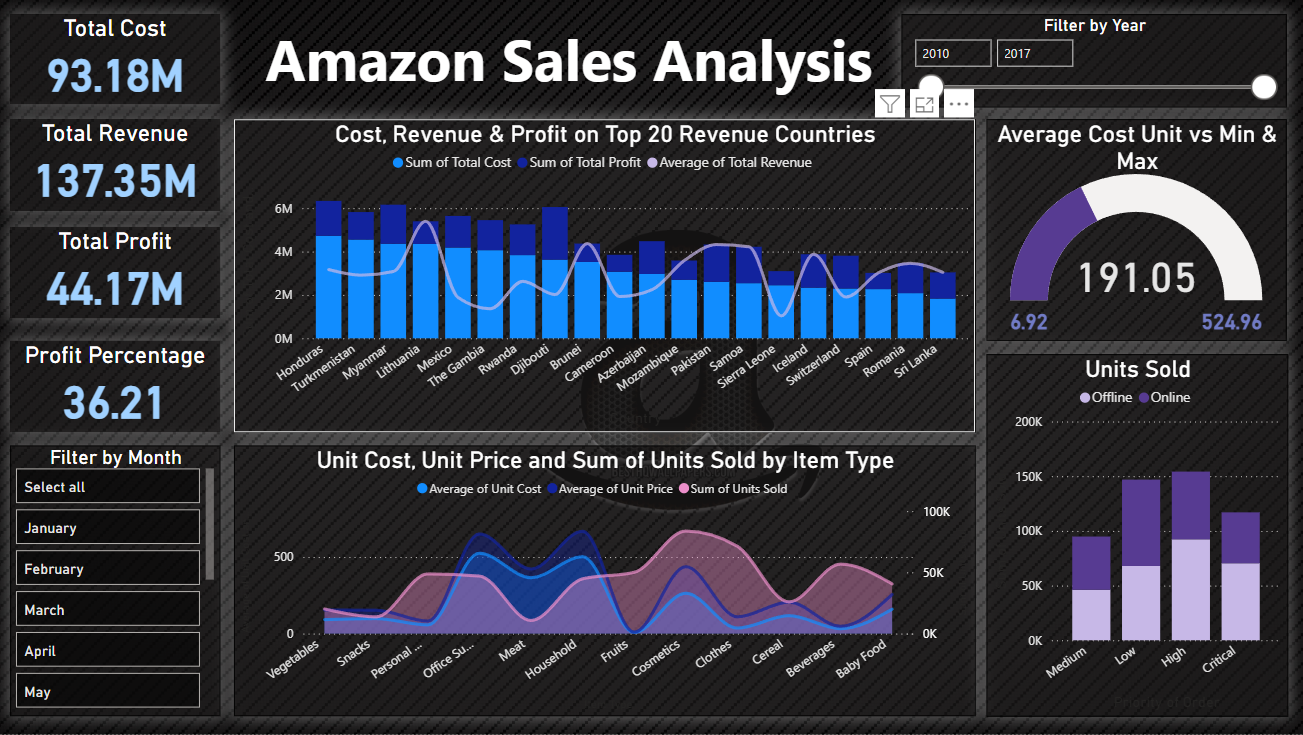 Total Cost
93.18M
Amazon Sales Analysis
Filter by Year
2010
2017
Total Revenue
137.35M
Total Profit
44.17M
Profit Percentage
36.21
Filter by Month
Select all
January
February
March
April
May
Cost, Revenue & Profit on Top 20 Revenue Countries
Sum of Total Cost Sum of Total Profit Average of Total Revenue
6M
4M
2M
0M
Honduras
Turkmenistan
Myanmar
Lithuania
Mexico
The Gambia
Rwanda
Djibouti
Brunei
Cameroon
Azerbaijan
Mozambique
Pakistan
Samoa
Sierra Leone
Iceland
Switzerland
Spain
Romania
Sri Lanka
Unit Cost, Unit Price and Sum of Units Sold by Item Type
Average of Unit Cost Average of Unit Price Sum of Units Sold
500
0
100K
50K
0K
Vegetables
Snacks
Personal ...
Office Su...
Meat
Household
Fruits
Cosmetics
Clothes
Cereal
Beverages
Baby Food
Average Cost Unit vs Min &
Max
191.05
6.92
524.96
Units Sold
Offline Online
200K
150K
100K
50K
0K
Medium
Low
High
Critical
Priority of Order